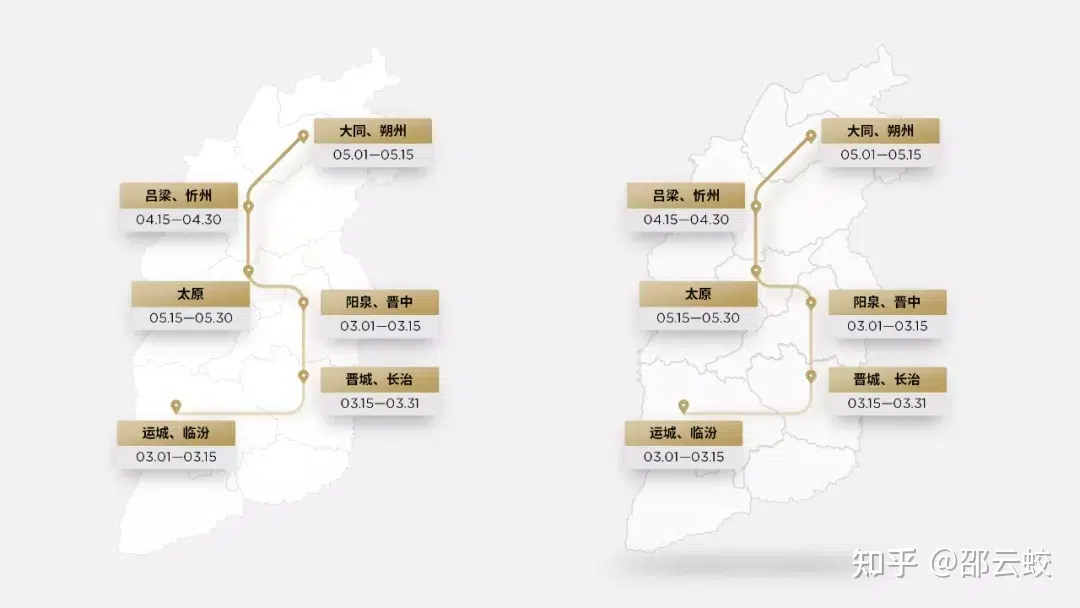 大同、朔州
05.01—05.15
吕梁、忻州
04.15—04.30
太原
05.15—05.30
阳泉、晋中
03.01—03.15
晋城、长治
03.15—03.31
运城、临汾
03.01—03.15
大同、朔州
05.01—05.15
吕梁、忻州
04.15—04.30
太原
05.15—05.30
阳泉、晋中
03.01—03.15
晋城、长治
03.15—03.31
运城、临汾
03.01—03.15
知乎 @邵云蛟